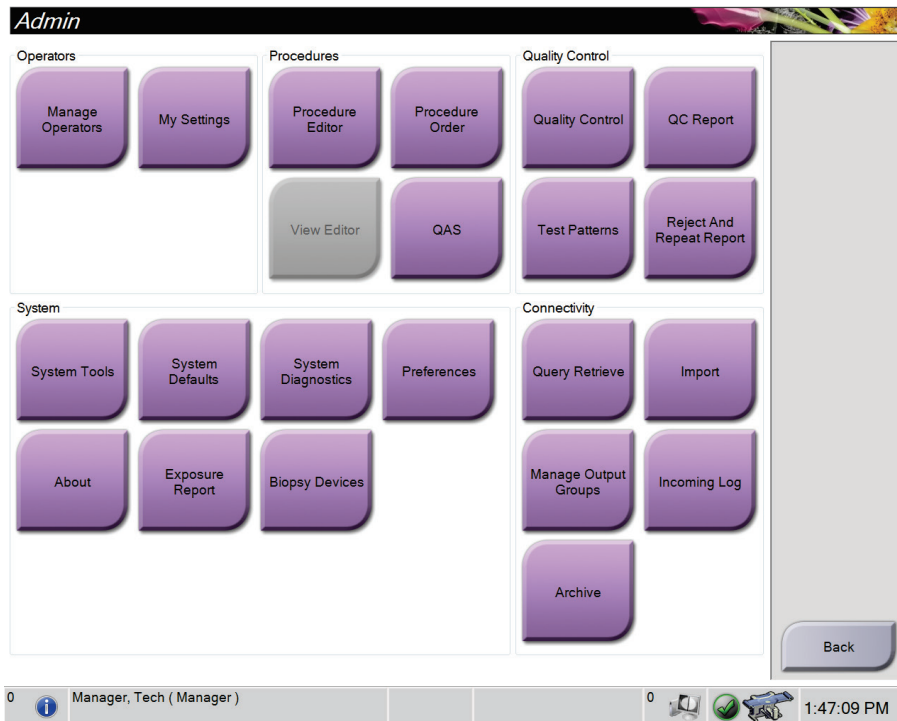 Admin
Operators
Manage
Operators
My Settings
Procedures
Procedure
Editor
Procedure
Order
View Editor
QAS
Quality Control
Quality Control
QC Report
Test Patterns
Reject And
Repeat Report
System
System Tools
System
Defaults
System
Diagnostics
Preferences
About
Exposure
Report
Biopsy Devices
Connectivity
Query Retrieve
Import
Manage Output
Groups
Incoming Log
Archive
Back
0
Manager, Tech ( Manager )
0
1:47:09 PM